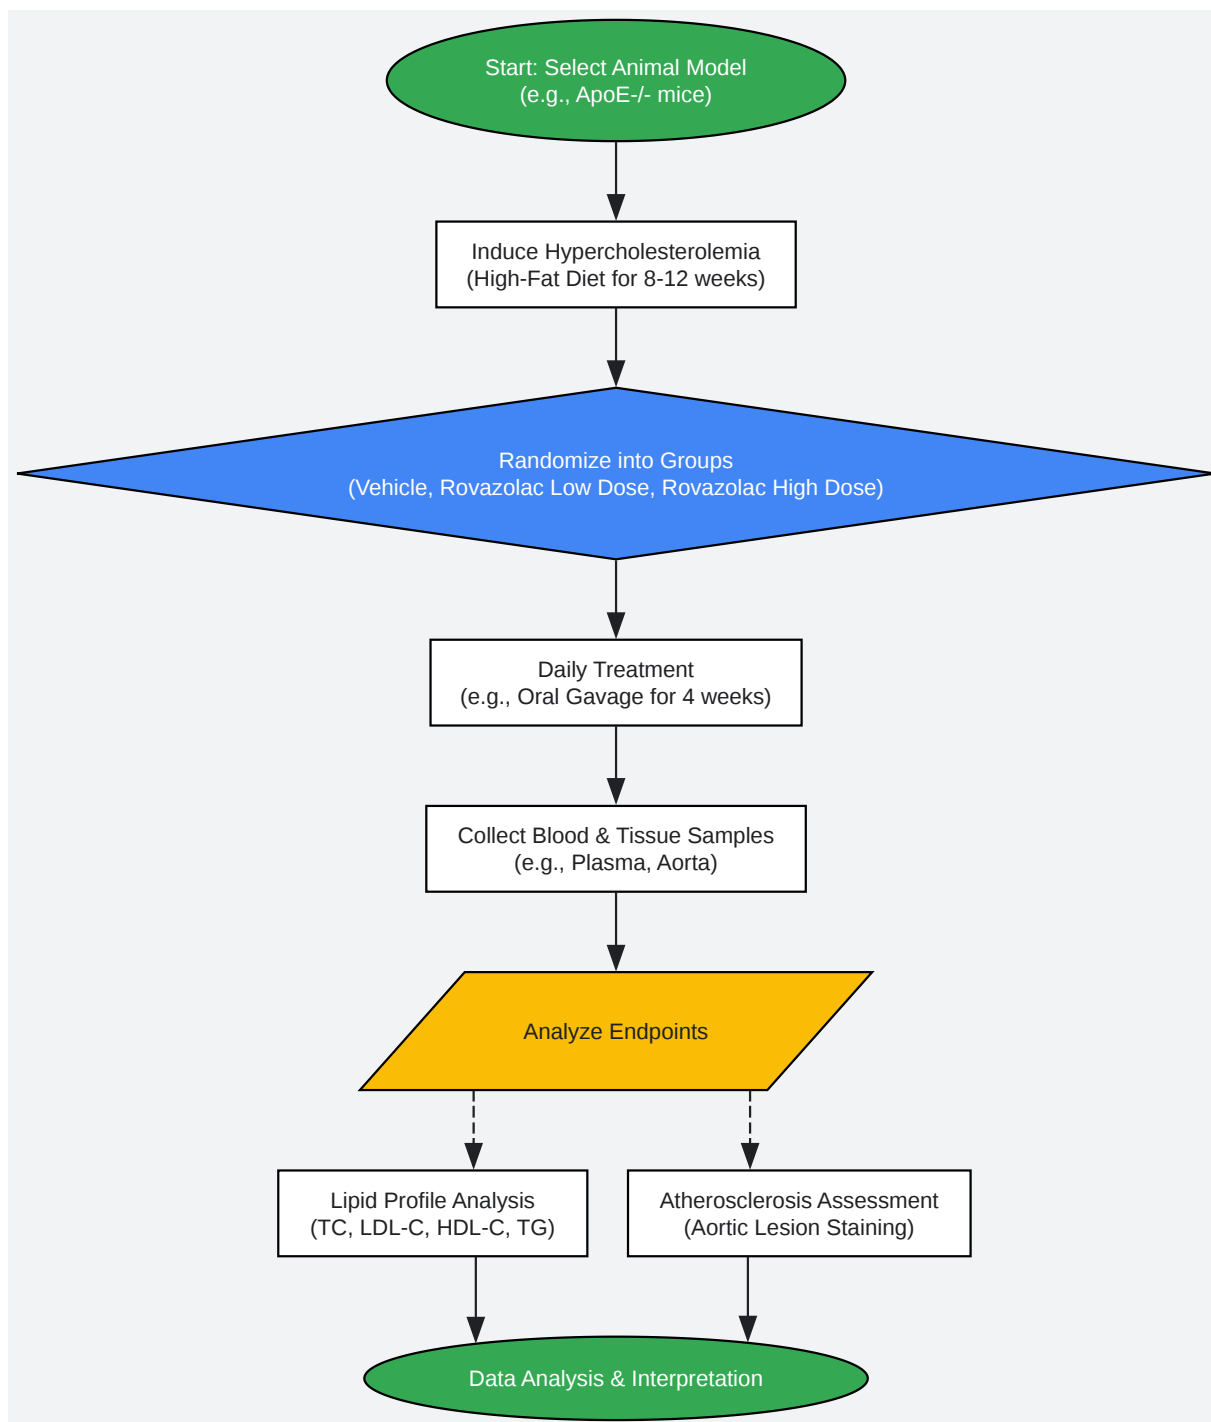 Start: Select Animal Model
(e.g., ApoE-/- mice)
Induce Hypercholesterolemia
(High-Fat Diet for 8-12 weeks)
Randomize into Groups
(Vehicle, Rovazolac Low Dose, Rovazolac High Dose)
Daily Treatment
(e.g., Oral Gavage for 4 weeks)
Collect Blood & Tissue Samples
(e.g., Plasma, Aorta)
Analyze Endpoints
Lipid Profile Analysis
(TC, LDL-C, HDL-C, TG)
Atherosclerosis Assessment
(Aortic Lesion Staining)
Data Analysis & Interpretation